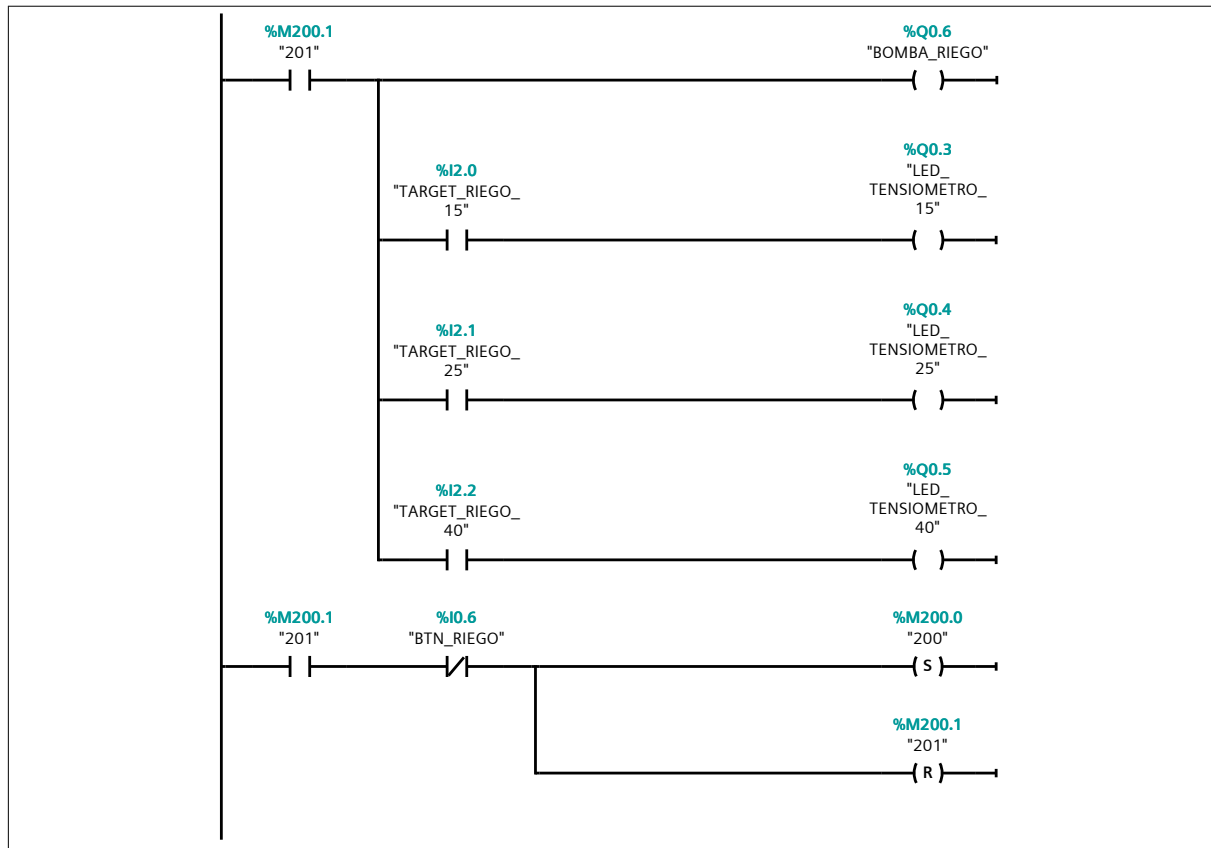 %M200.1
"201"
%Q0.6
"BOMBA_RIEGO"
%I2.0
"TARGET_RIEGO_
15"
%Q0.3
"LED_
TENSIOMETRO_
15"
%I2.1
"TARGET_RIEGO_
25"
%Q0.4
"LED_
TENSIOMETRO_
25"
%I2.2
"TARGET_RIEGO_
40"
%Q0.5
"LED_
TENSIOMETRO_
40"
%M200.1
"201"
%I0.6
"BTN_RIEGO"
%M200.0
"200"
S
%M200.1
"201"
R